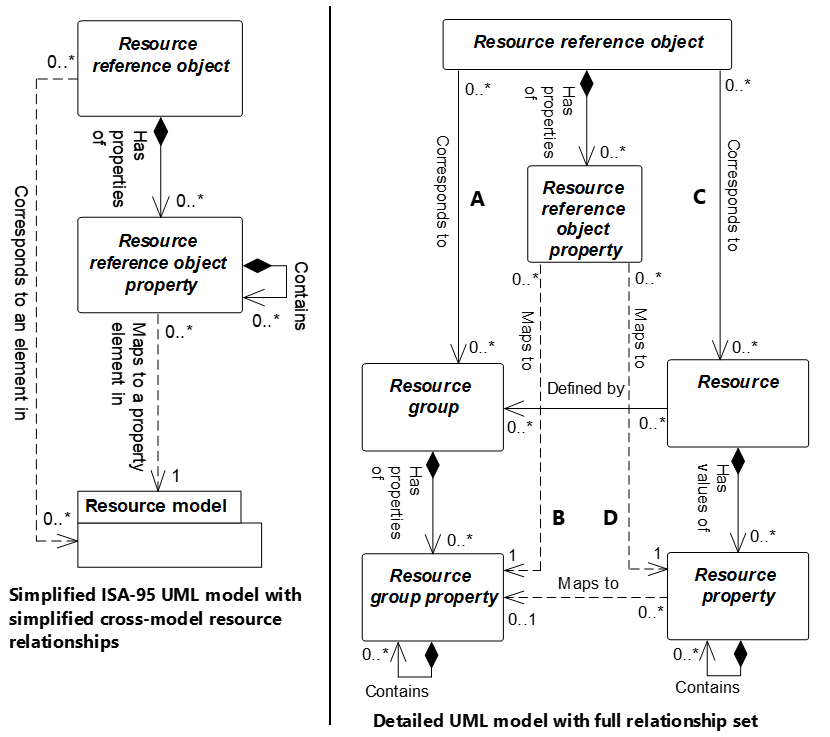 Resource
reference object
0..*
Has
properties
of
0..*
Resource
reference object
property
Contains
0..*
0..*
Corresponds to an element in
Maps to a property
element in
1
Resource model
0..*
Simplified ISA-95 UML model with
simplified cross-model resource
relationships
Resource reference object
0..*
Has
properties
of
0..*
0..*
Corresponds to
A
Resource
reference
object
property
C
Corresponds to
0..*
0..*
Maps to
Maps to
0..*
0..*
Resource
group
Defined by
Resource
0..*
0..*
Has
properties
of
Has
values of
B
D
0..*
0..*
1
1
Resource
group property
Maps to
Resource
property
0..1
0..*
0..*
Contains
0..*
Contains
Detailed UML model with full relationship set